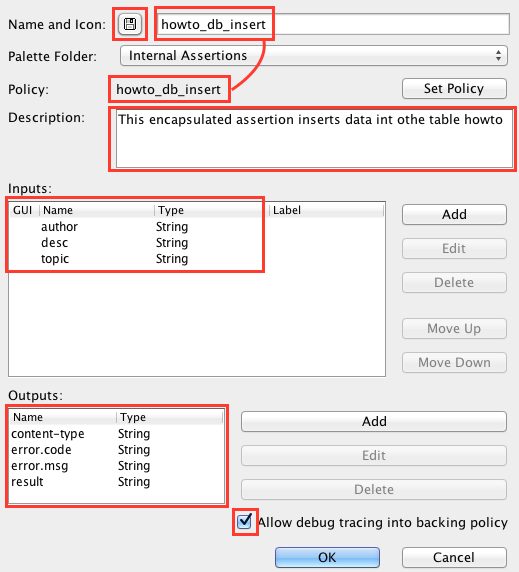 Name and Icon: howto_db_insert
Palette Folder: Internal Assertions
Policy: howto_db_insert Set Policy
Description: This encapsulated assertion inserts data int othe table howto
Inputs:
GUI Name Type Label Add
author String
desc String Edit
topic String
Delete
Move Up
Move Down
Outputs:
Name Type Add
content-type String
error.code String Edit
error.msg String
result String Delete
Allow debug tracing into backing policy
OK Cancel